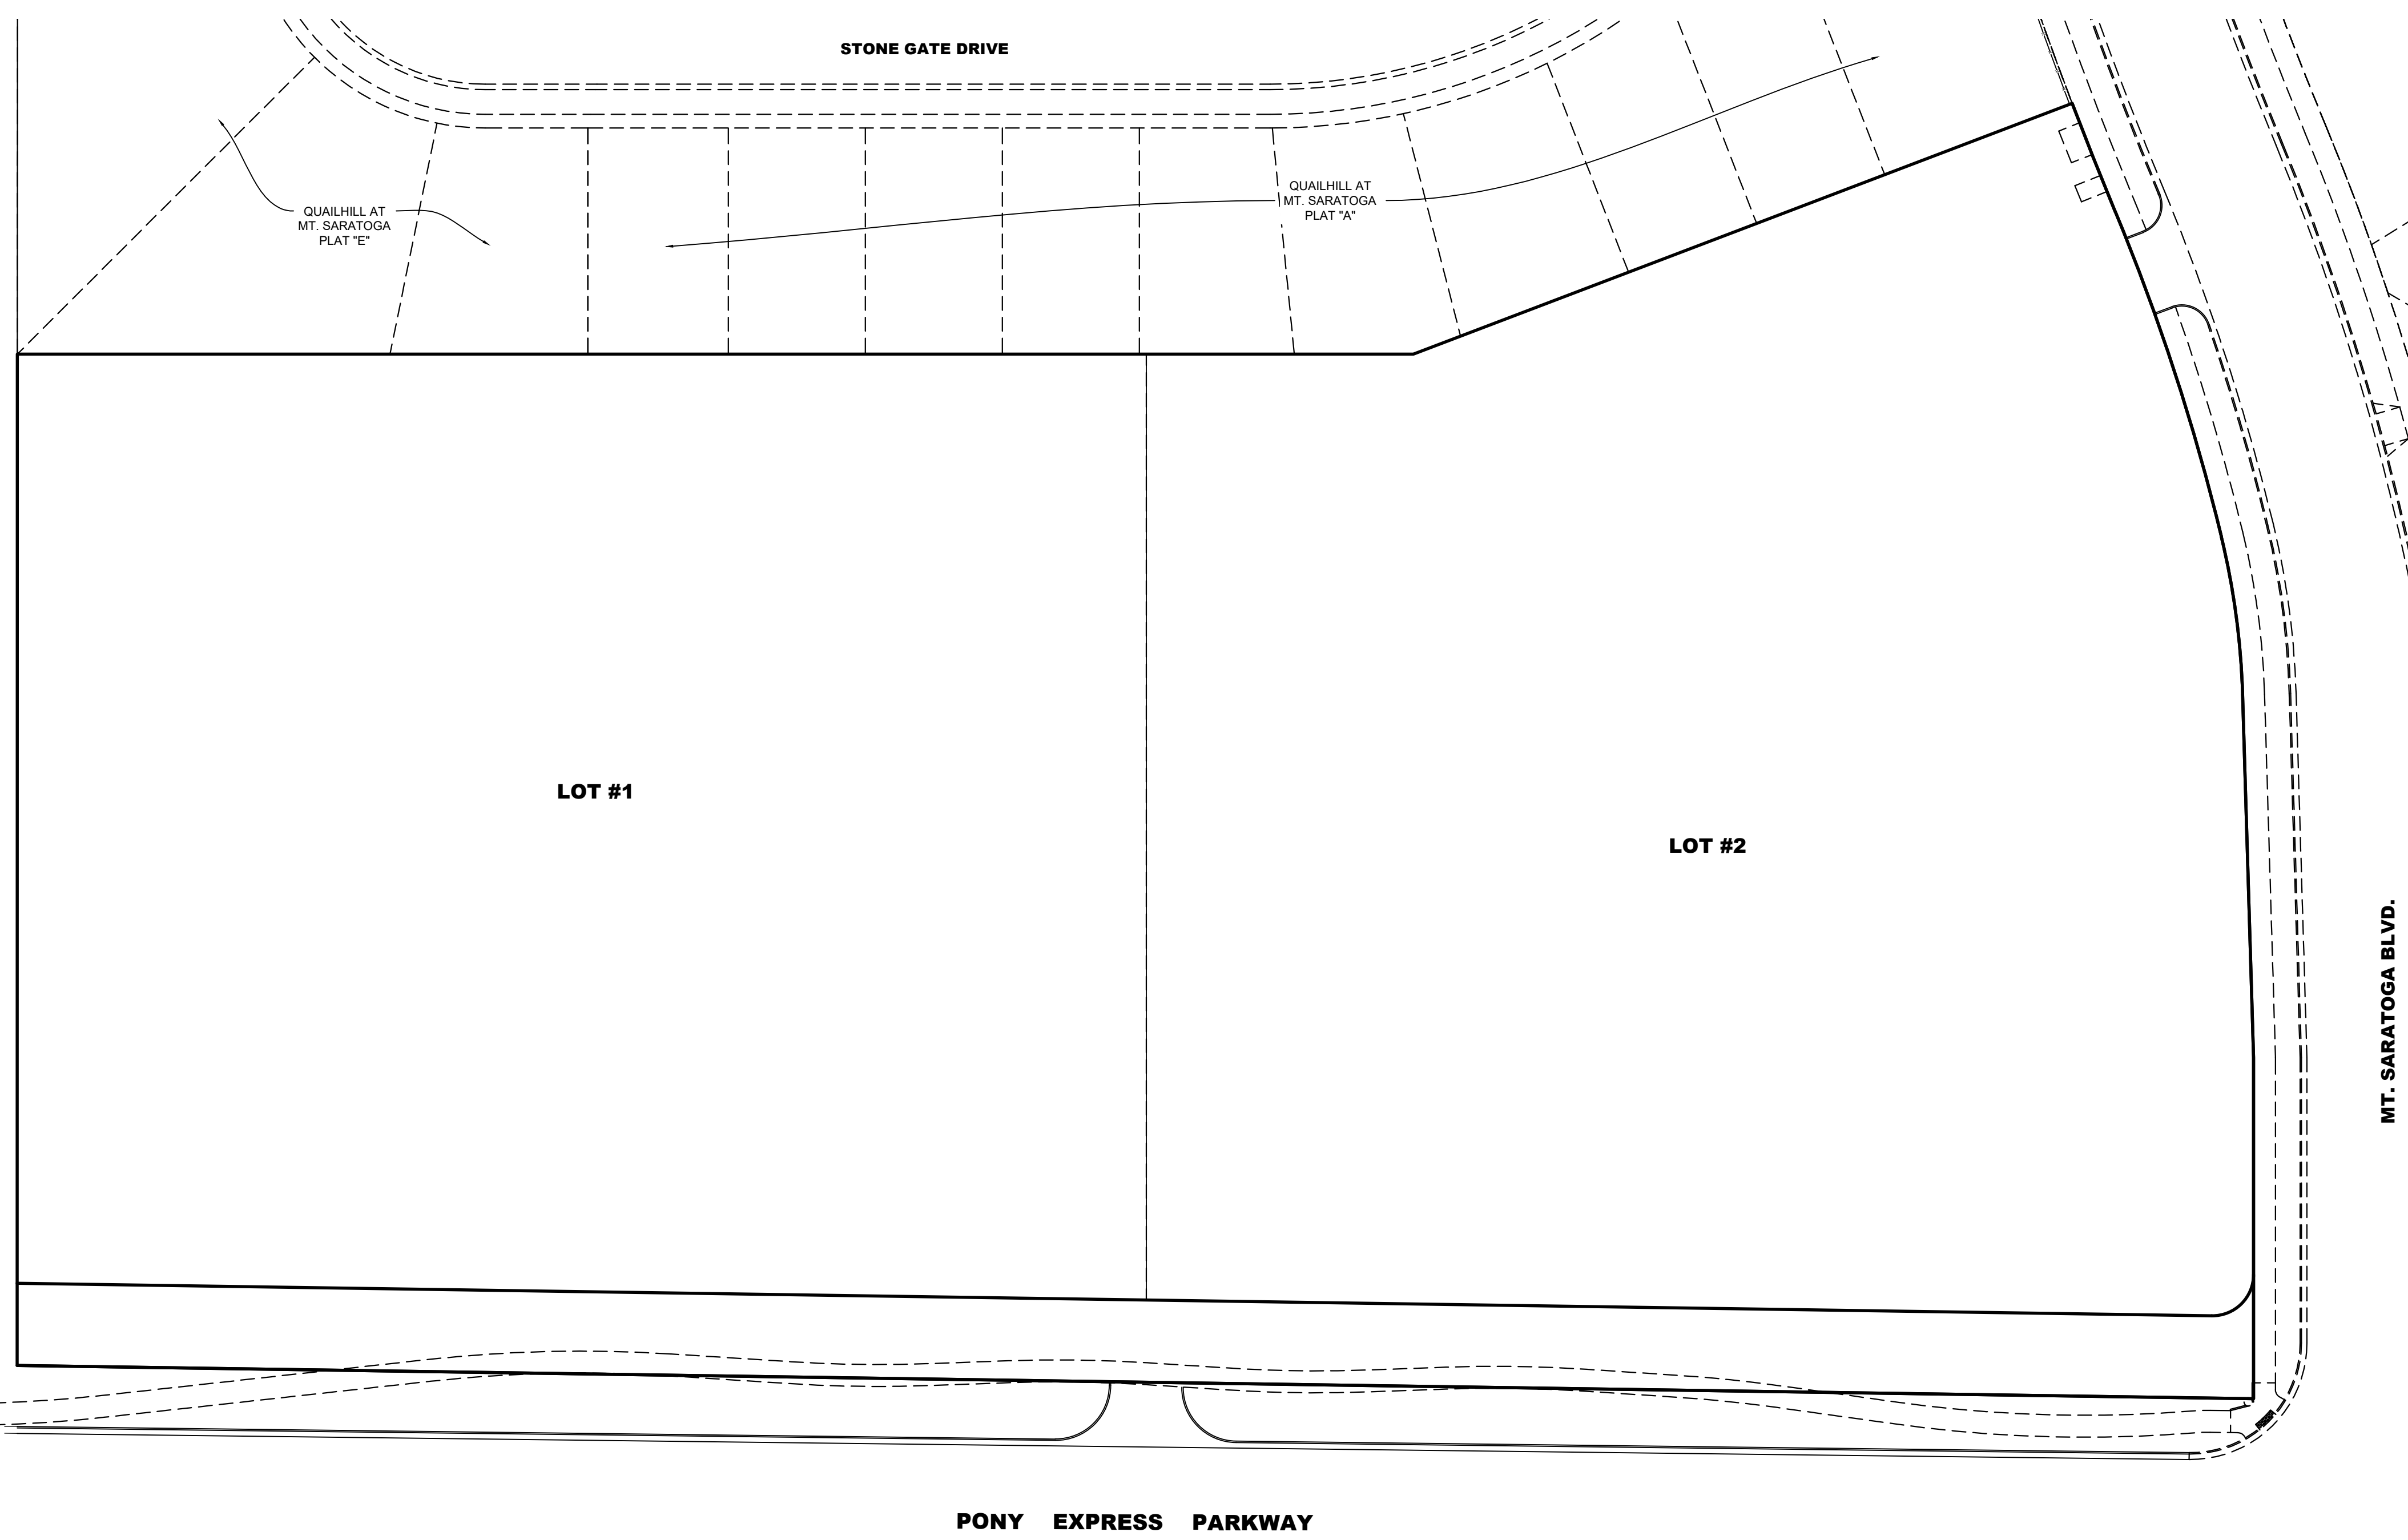 STONE GATE DRIVE
QUAILHILL AT
MT. SARATOGA
PLAT "E"
QUAILHILL AT
MT. SARATOGA
PLAT "A"
LOT #1
LOT #2
MT. SARATOGA BLVD.
PONY EXPRESS PARKWAY